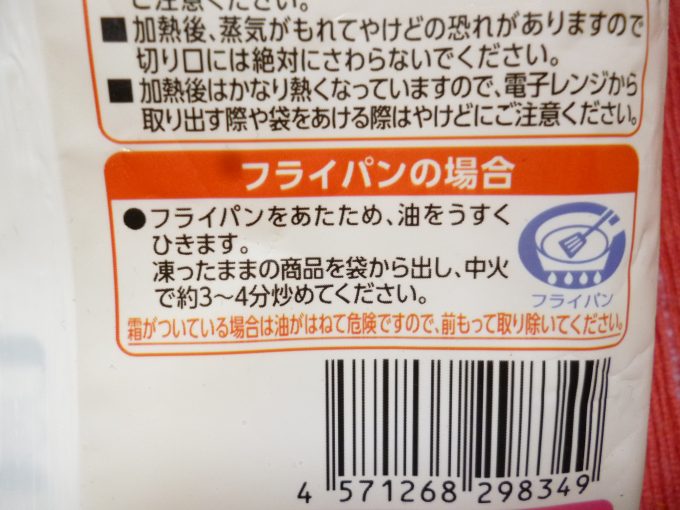 ご注意ください。
■加熱後、蒸気がもれてやけどの恐れがありますので
切り口には絶対にさわらないでください。
■加熱後はかなり熱くなっていますので、電子レンジから
取り出す際や袋をあける際はやけどにご注意ください。
フライパンの場合
●フライパンをあたため、油をうすく
ひきます。
凍ったままの商品を袋から出し、中火
で約3〜4分炒めてください。
フライパン
霜がついている場合は油がはねて危険ですので、前もって取り除いてください。
4 571268 298349